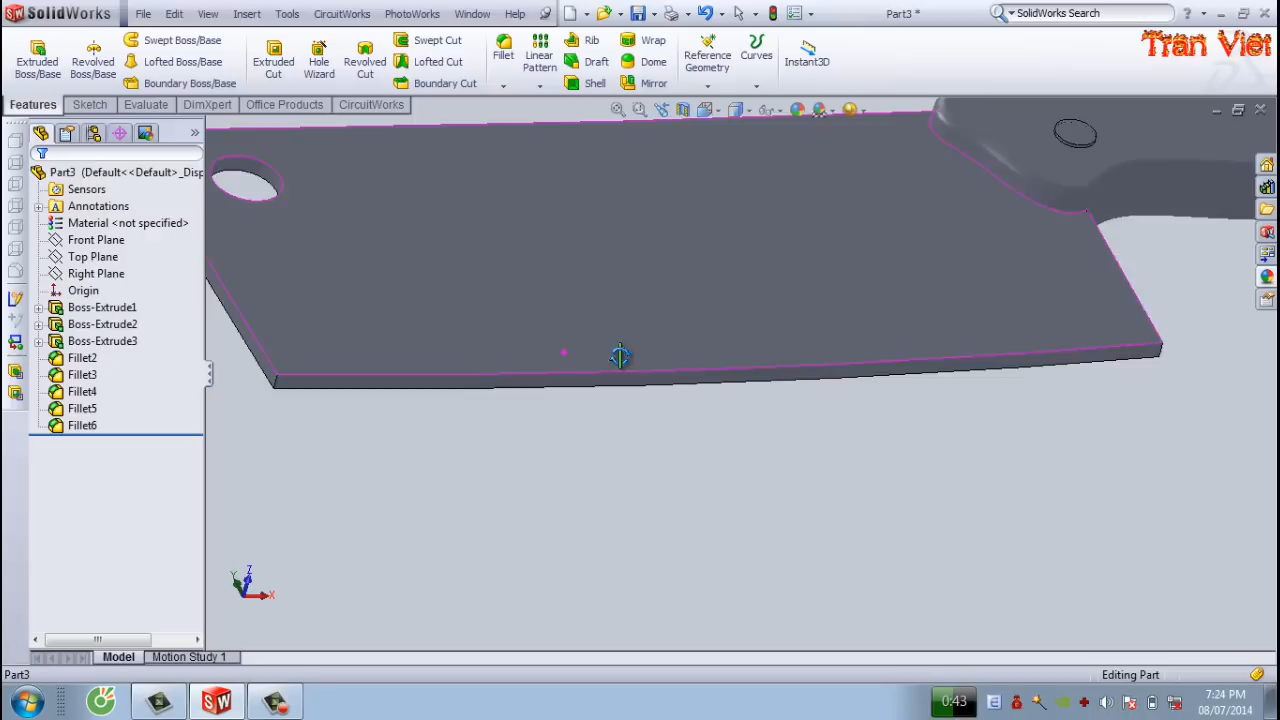 SolidWorks
File Edit View Insert Tools CircuitWorks PhotoWorks Window Help
Part3 *
SolidWorks Search
Extruded Boss/Base
Revolved Boss/Base
Swept Boss/Base
Lofted Boss/Base
Boundary Boss/Base
Extruded Cut
Hole Wizard
Revolved Cut
Swept Cut
Lofted Cut
Boundary Cut
Fillet
Linear Pattern
Rib
Draft
Shell
Wrap
Dome
Mirror
Reference Geometry
Curves
Instant3D
Tran Viet
Features Sketch Evaluate DimXpert Office Products CircuitWorks
Part3 (Default<<Default>_Disp
Sensors
Annotations
Material <not specified>
Front Plane
Top Plane
Right Plane
Origin
Boss-Extrude1
Boss-Extrude2
Boss-Extrude3
Fillet2
Fillet3
Fillet4
Fillet5
Fillet6
Z
Y
X
Model Motion Study 1
Part3
Editing Part
0:43
7:24 PM
08/07/2014